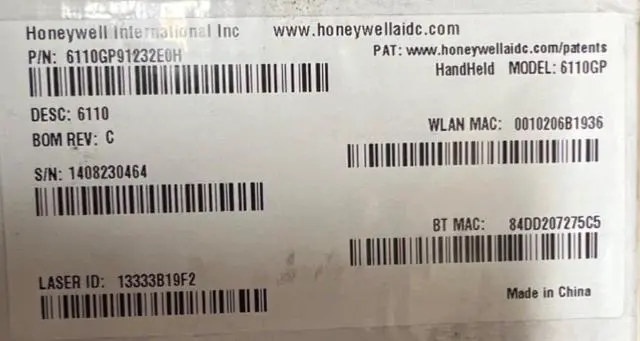 Honeywell International Inc www.honeywellaidc.com
P/N: 6110GP91232E0H
PAT: www.honeywellaidc.com/patents
HandHeld MODEL: 6110GP
DESC: 6110
BOM REV: C
WLAN MAC: 0010206B1936
S/N: 1408230464
BT MAC: 84DD207275C5
LASER ID: 13333B19F2
Made in China